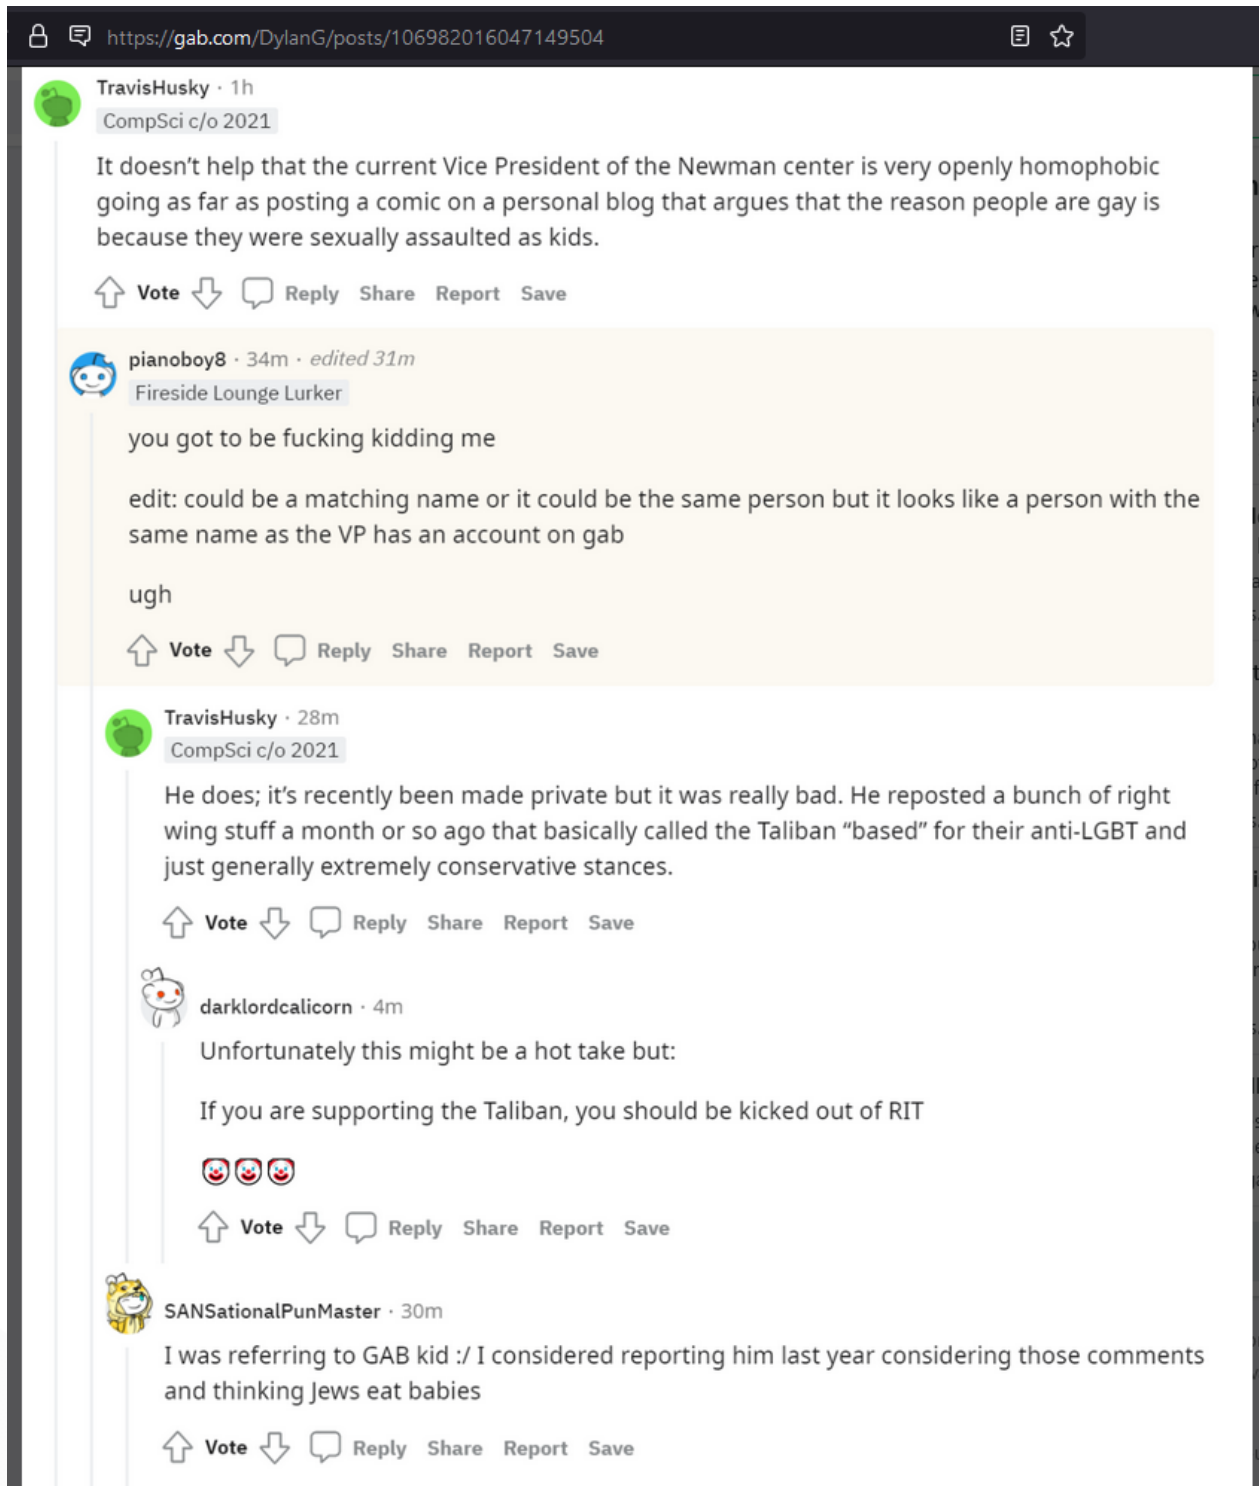 https://gab.com/DylanG/posts/106982016047149504
TravisHusky · 1h
CompSci c/o 2021
It doesn’t help that the current Vice President of the Newman center is very openly homophobic
going as far as posting a comic on a personal blog that argues that the reason people are gay is
because they were sexually assaulted as kids.
Vote Reply Share Report Save
pianoboy8 · 34m · edited 31m
Fireside Lounge Lurker
you got to be fucking kidding me
edit: could be a matching name or it could be the same person but it looks like a person with the
same name as the VP has an account on gab
ugh
Vote Reply Share Report Save
TravisHusky · 28m
CompSci c/o 2021
He does; it’s recently been made private but it was really bad. He reposted a bunch of right
wing stuff a month or so ago that basically called the Taliban “based” for their anti-LGBT and
just generally extremely conservative stances.
Vote Reply Share Report Save
darklordcalicorn · 4m
Unfortunately this might be a hot take but:
If you are supporting the Taliban, you should be kicked out of RIT
🤡🤡🤡
Vote Reply Share Report Save
SANSationalPunMaster · 30m
I was referring to GAB kid :/ I considered reporting him last year considering those comments
and thinking Jews eat babies
Vote Reply Share Report Save